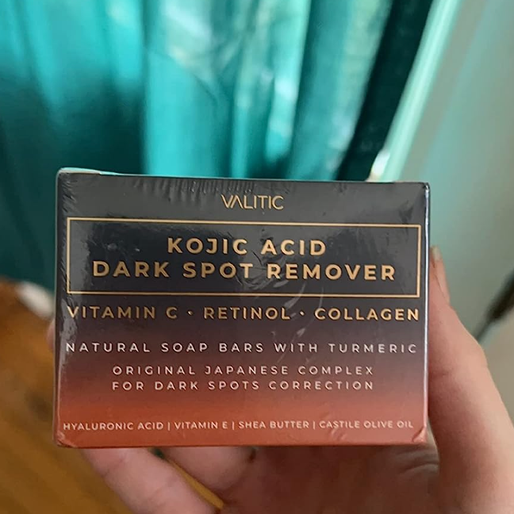 VALITIC
KOJIC ACID
DARK SPOT REMOVER
VITAMIN C · RETINOL · COLLAGEN
NATURAL SOAP BARS WITH TURMERIC
ORIGINAL JAPANESE COMPLEX
FOR DARK SPOTS CORRECTION
HYALURONIC ACID | VITAMIN E | SHEA BUTTER | CASTILE OLIVE OIL